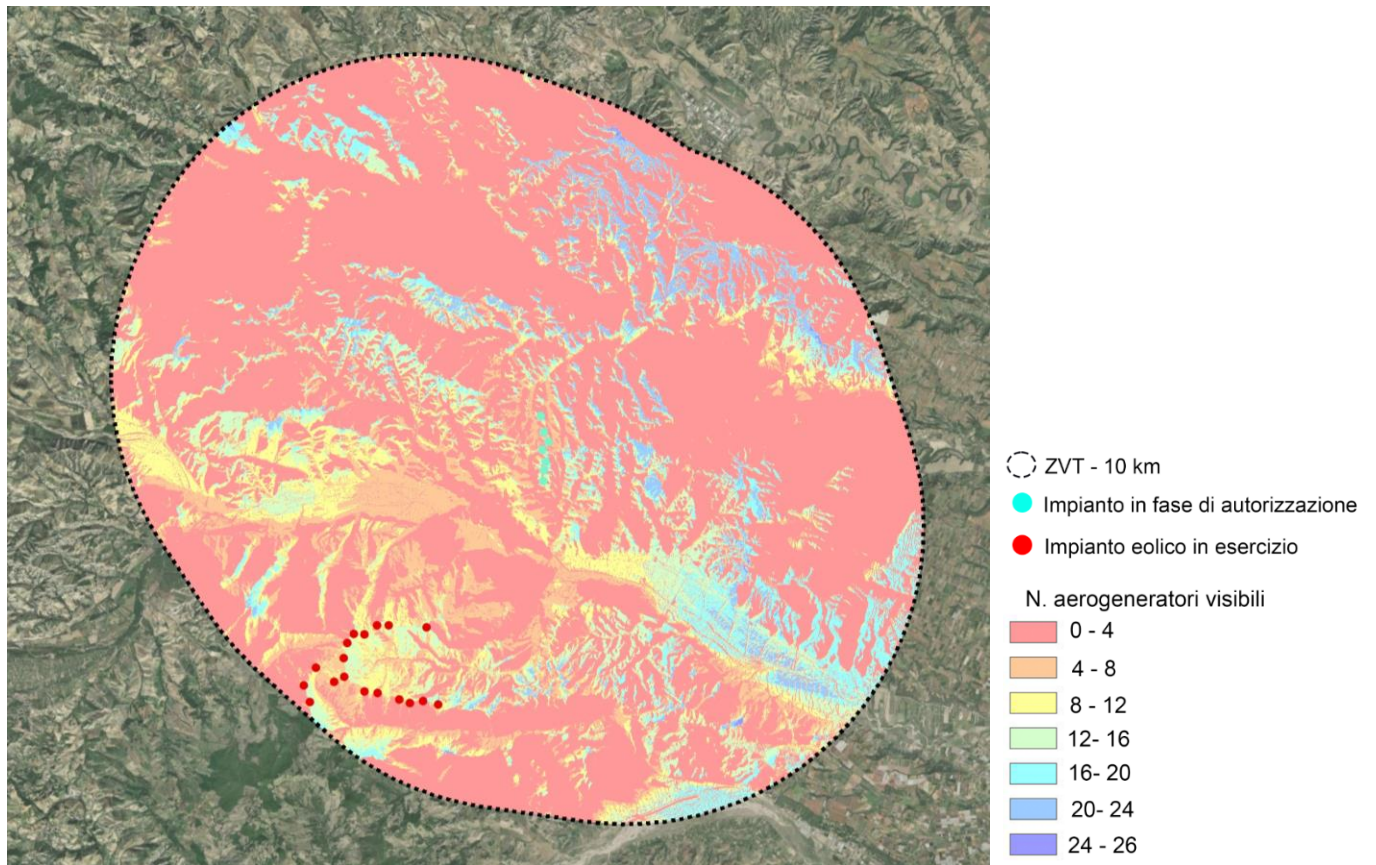 ZVT - 10 km
Impianto in fase di autorizzazione
Impianto eolico in esercizio
N. aerogeneratori visibili
0 - 4
4 - 8
8 - 12
12- 16
16- 20
20- 24
24 - 26